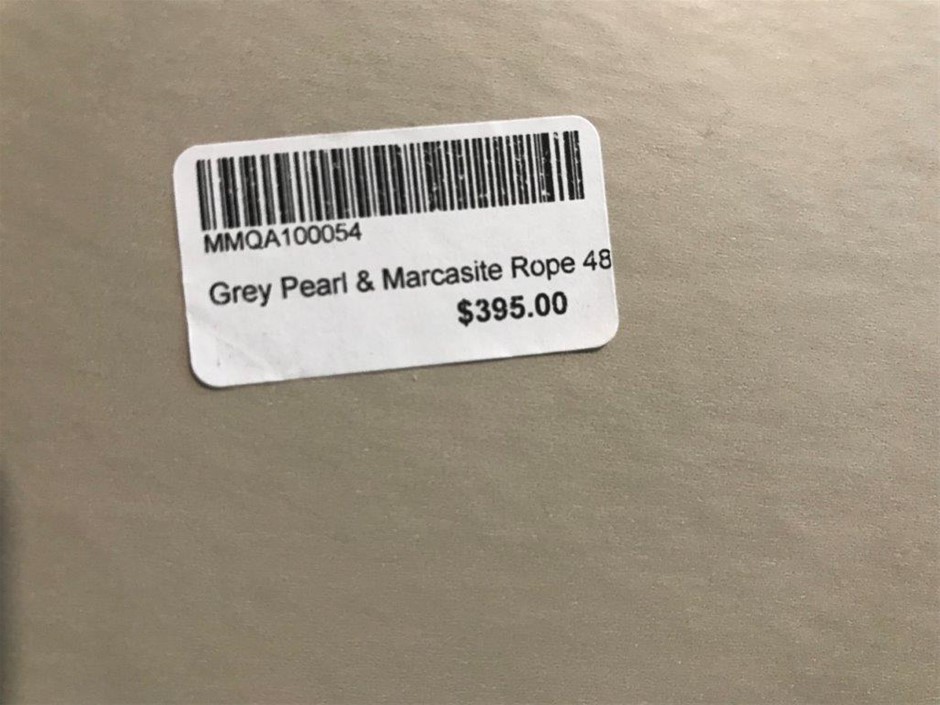 MMQA100054
Grey Pearl & Marcasite Rope 48
$395.00